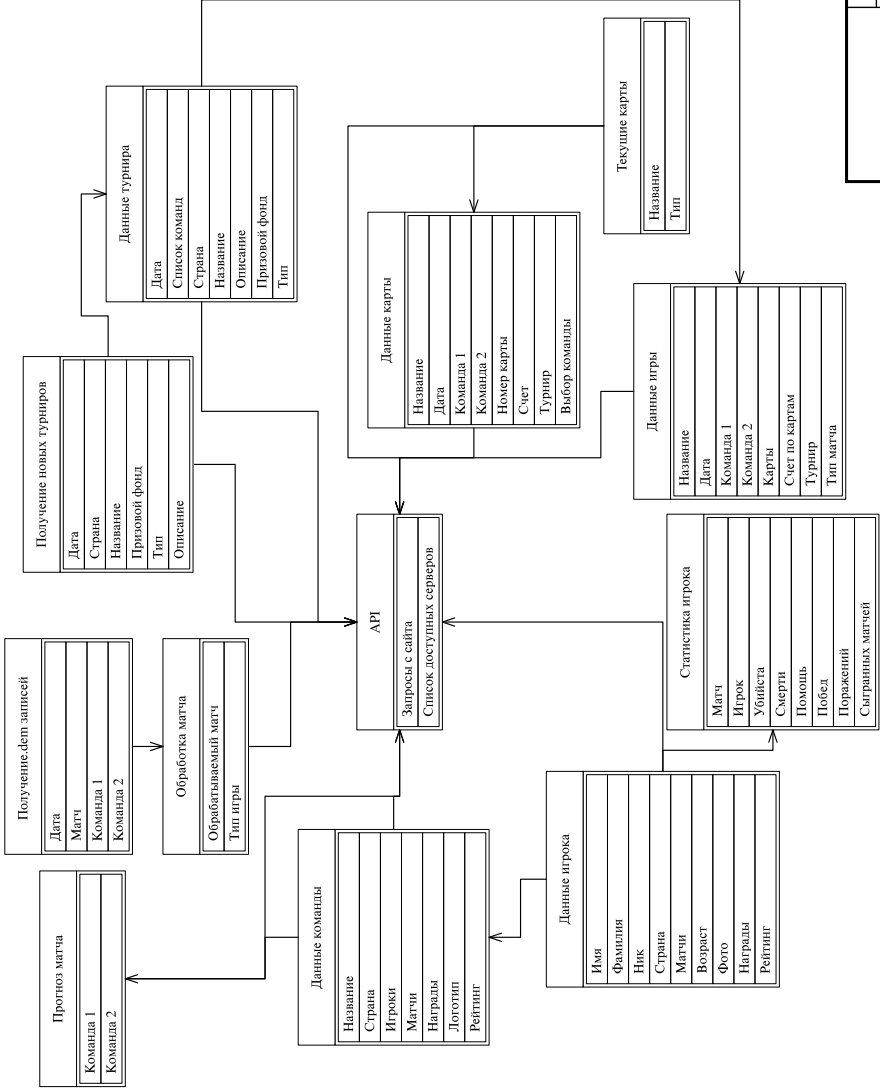 Прогноз матча
Команда 1
Команда 2
Получение.dem записей
Дата
Матч
Команда 1
Команда 2
Обработка матча
Обрабатываемый матч
Тип игры
Получение новых турниров
Дата
Страна
Название
Призовой фонд
Тип
Описание
Данные турнира
Дата
Список команд
Страна
Название
Описание
Призовой фонд
Тип
Данные команды
Название
Страна
Игроки
Матчи
Награды
Логотип
Рейтинг
API
Запросы с сайта
Список доступных серверов
Данные карты
Название
Дата
Команда 1
Команда 2
Номер карты
Счет
Турнир
Выбор команды
Текущие карты
Название
Тип
Данные игрока
Имя
Фамилия
Ник
Страна
Матчи
Возраст
Фото
Награды
Рейтинг
Статистика игрока
Матч
Игрок
Убийста
Смерти
Помощь
Побед
Поражений
Сыгранных матчей
Данные игры
Название
Дата
Команда 1
Команда 2
Карты
Счет по картам
Турнир
Тип матча